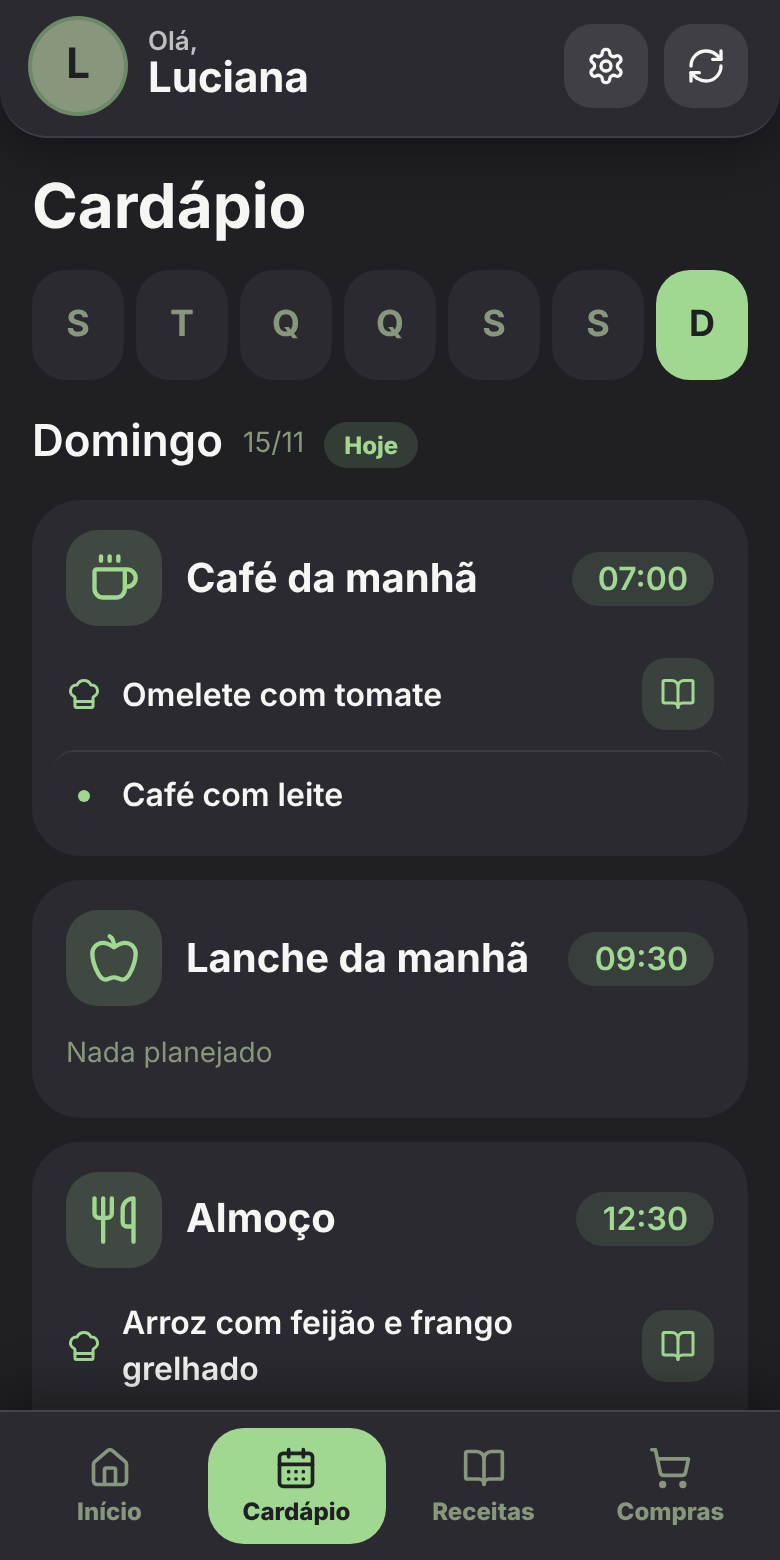 L
Olá,
Luciana
Cardápio
S T Q Q S S D
Domingo 15/11 Hoje
Café da manhã 07:00
Omelete com tomate
Café com leite
Lanche da manhã 09:30
Nada planejado
Almoço 12:30
Arroz com feijão e frango
grelhado
Início Cardápio Receitas Compras